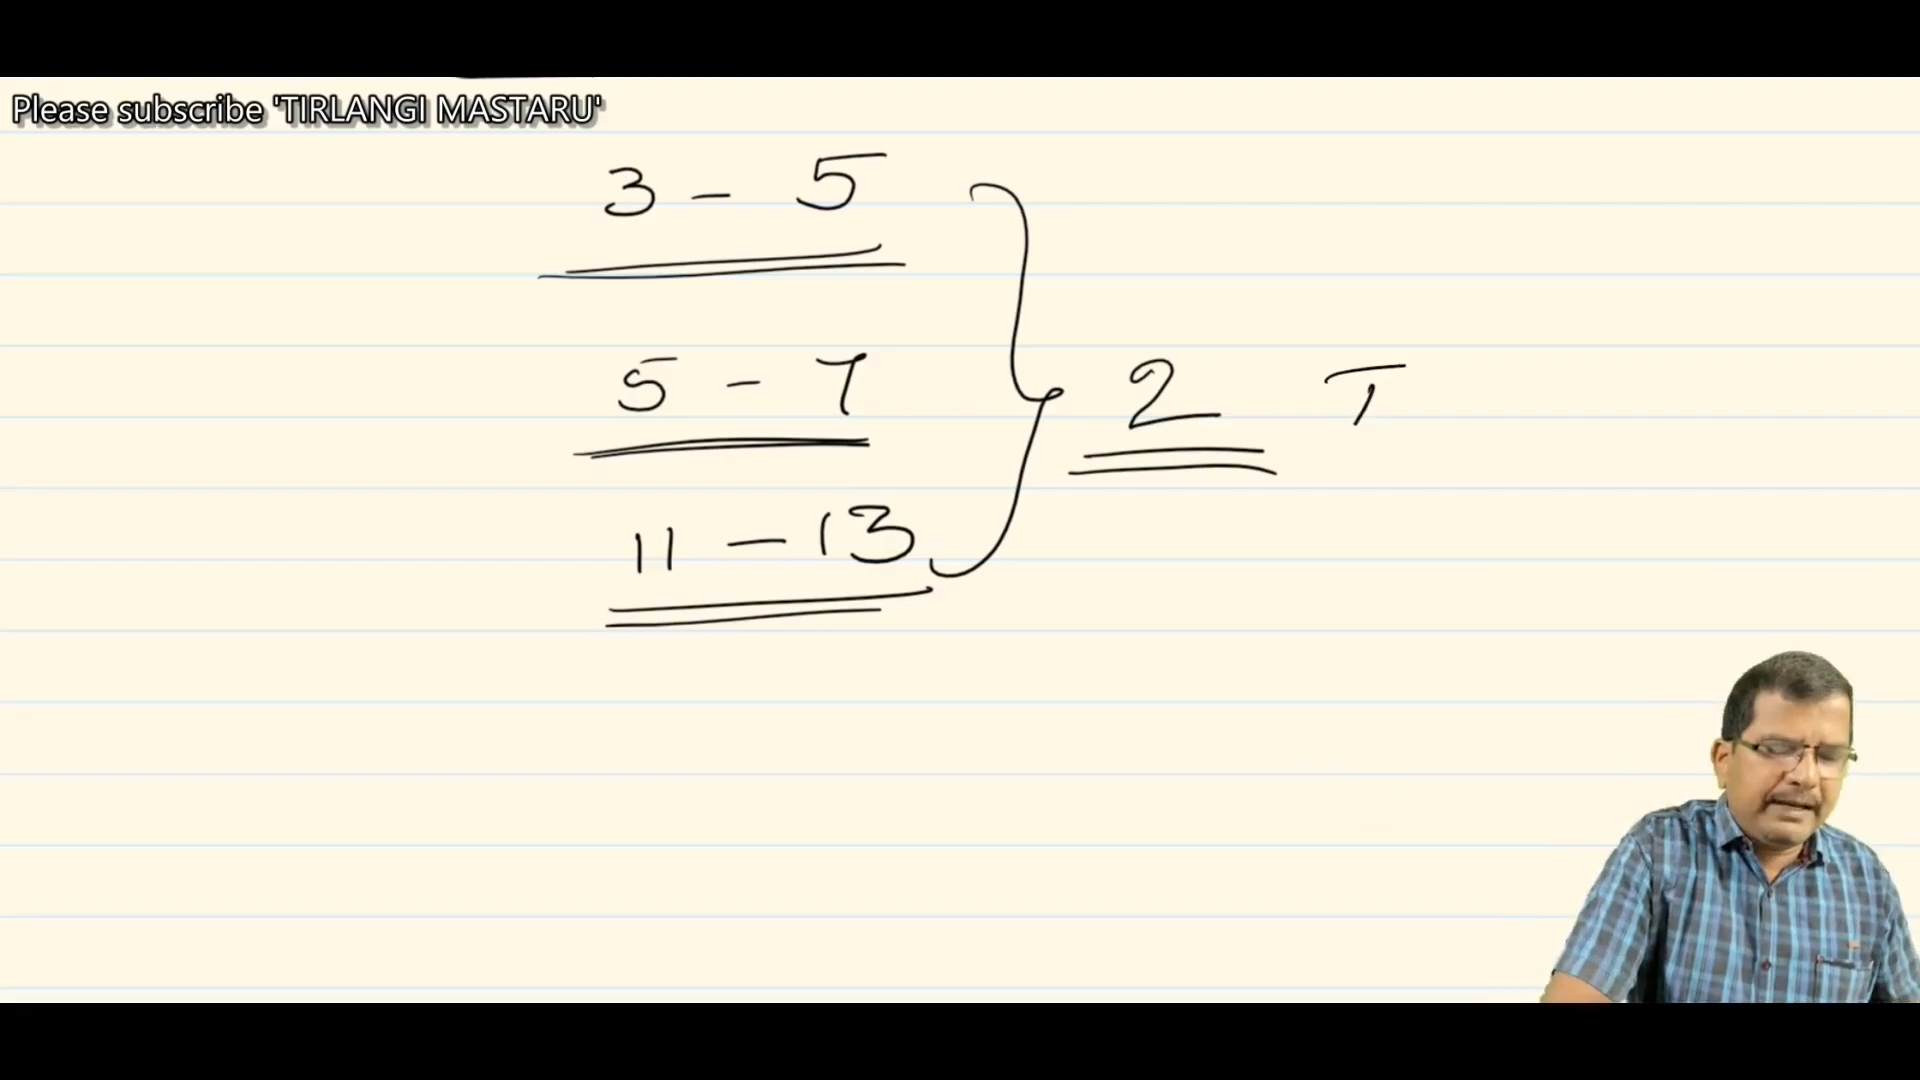 Please subscribe 'TIRLANGI MASTARU'
3 - 5
5 - 7
2 T
11 - 13